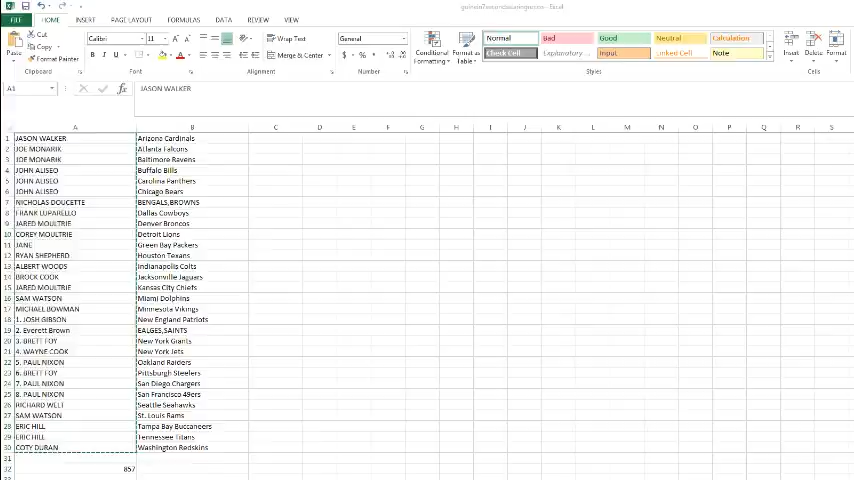 FILE HOME INSERT PAGE LAYOUT FORMULAS DATA REVIEW VIEW
Paste
Cut
Copy
Format Painter
Clipboard
Calibri 11
B I U
Font
Wrap Text
Merge & Center
Alignment
General
$ % ,
Number
Conditional Formatting
Format as Table
Normal Bad Good Neutral Calculation
Check Cell Explanatory ... Input Linked Cell Note
Styles
Insert Delete Format
Cells
A1 fx JASON WALKER
A B C D E F G H I J K L M N O P Q R S
1 JASON WALKER Arizona Cardinals
2 JOE MONARIK Atlanta Falcons
3 JOE MONARIK Baltimore Ravens
4 JOHN ALISEO Buffalo Bills
5 JOHN ALISEO Carolina Panthers
6 JOHN ALISEO Chicago Bears
7 NICHOLAS DOUCETTE BENGALS,BROWNS
8 FRANK LUPARELLO Dallas Cowboys
9 JARED MOULTRIE Denver Broncos
10 COREY MOULTRIE Detroit Lions
11 JANE Green Bay Packers
12 RYAN SHEPHERD Houston Texans
13 ALBERT WOODS Indianapolis Colts
14 BROCK COOK Jacksonville Jaguars
15 JARED MOULTRIE Kansas City Chiefs
16 SAM WATSON Miami Dolphins
17 MICHAEL BOWMAN Minnesota Vikings
18 1. JOSH GIBSON New England Patriots
19 2. Everett Brown EALGES,SAINTS
20 3. BRETT FOY New York Giants
21 4. WAYNE COOK New York Jets
22 5. PAUL NIXON Oakland Raiders
23 6. BRETT FOY Pittsburgh Steelers
24 7. PAUL NIXON San Diego Chargers
25 8. PAUL NIXON San Francisco 49ers
26 RICHARD WELT Seattle Seahawks
27 SAM WATSON St. Louis Rams
28 ERIC HILL Tampa Bay Buccaneers
29 ERIC HILL Tennessee Titans
30 COTY DURAN Washington Redskins
31
32 857